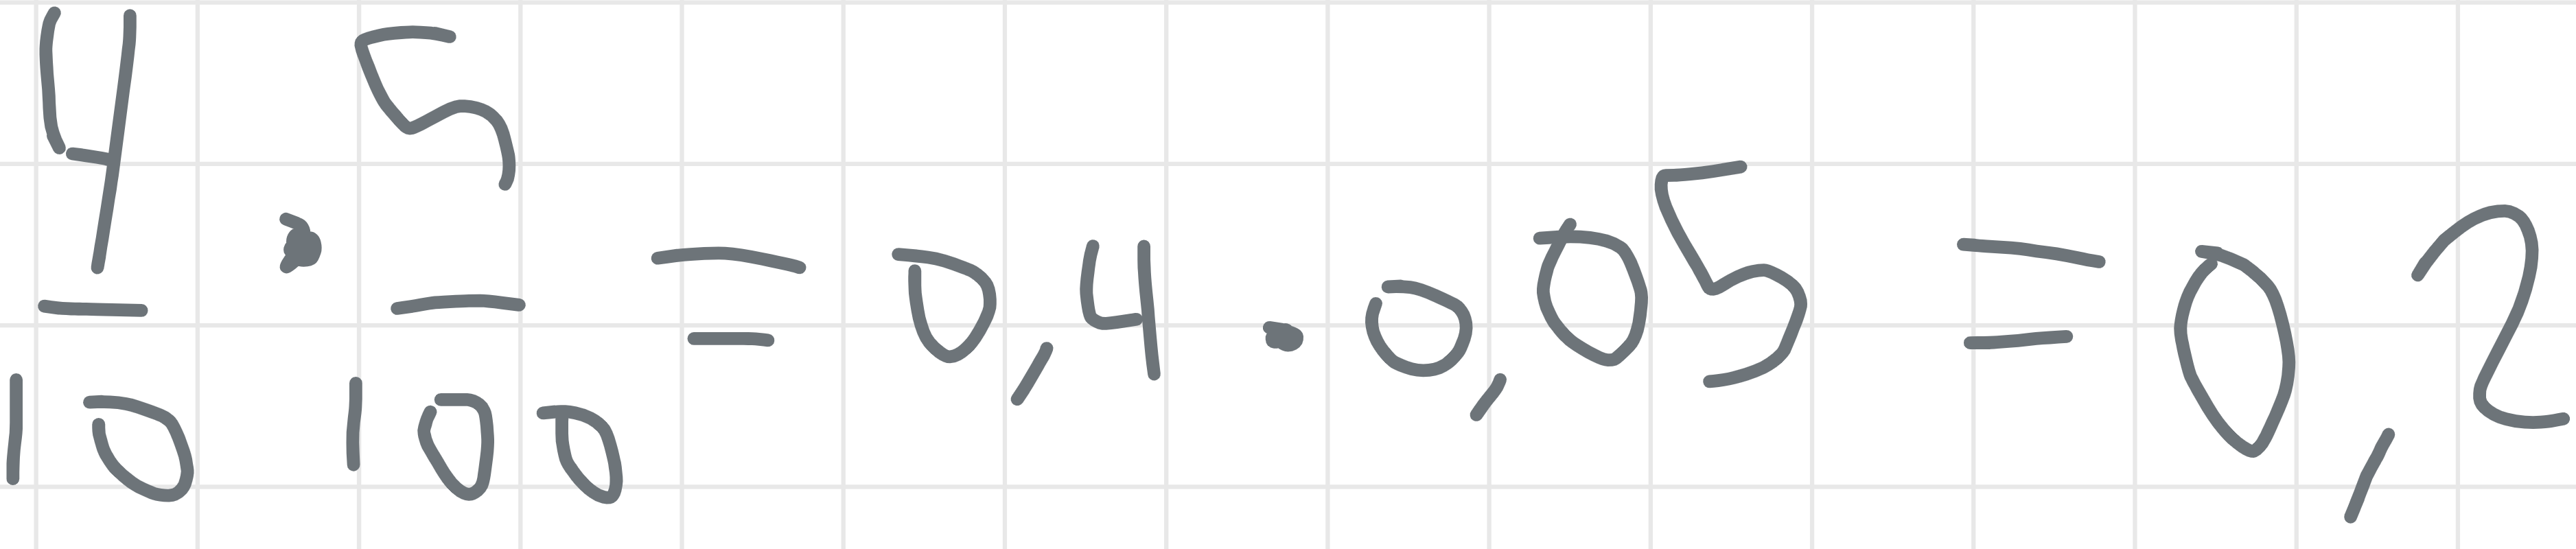 4/10 · 5/100 = 0,4 · 0,05 = 0,2